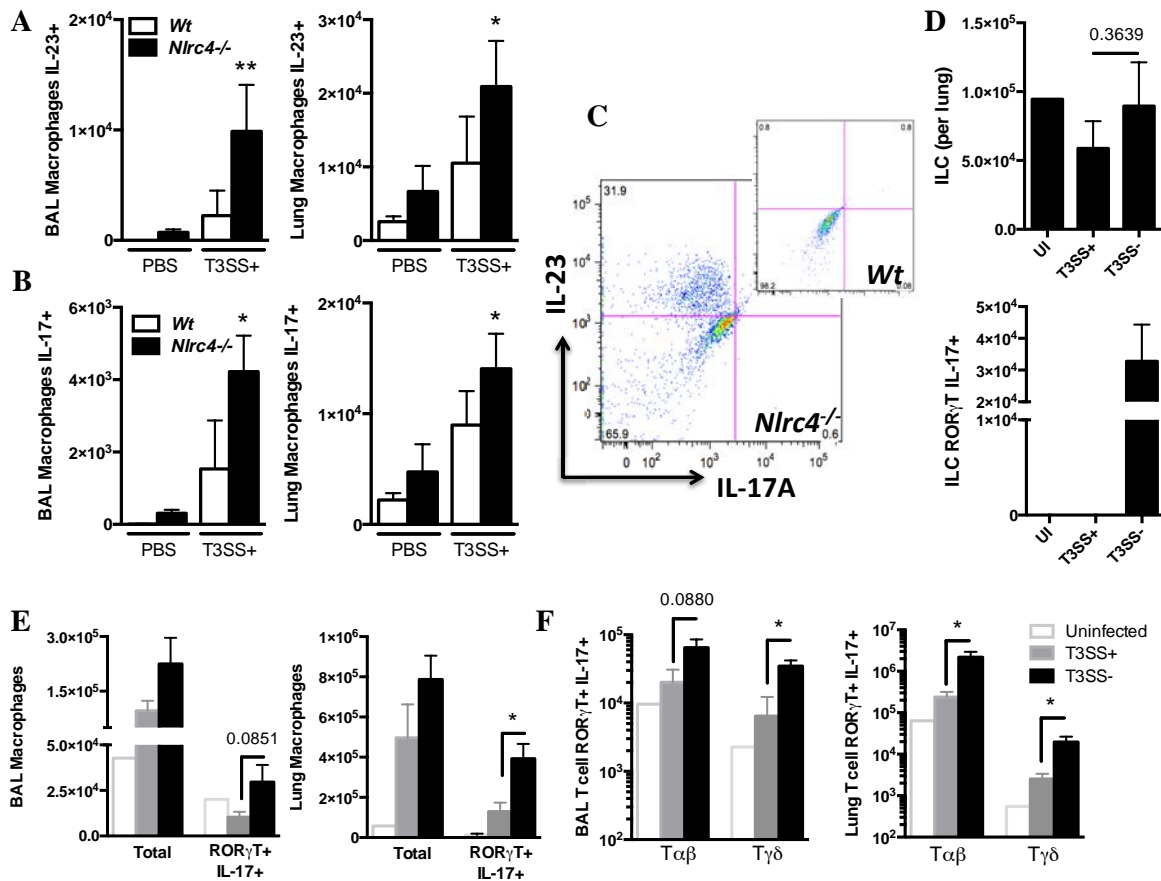 A
BAL Macrophages IL-23+
2×10⁴
1×10⁴
0
Wt
Nlrc4-/-
**
PBS
T3SS+
Lung Macrophages IL-23+
3×10⁴
2×10⁴
1×10⁴
0
*
PBS
T3SS+
B
BAL Macrophages IL-17+
6×10³
4×10³
2×10³
0
Wt
Nlrc4-/-
*
PBS
T3SS+
Lung Macrophages IL-17+
2×10⁴
1×10⁴
0
*
PBS
T3SS+
C
IL-23
31.9
10⁵
10⁴
10³
10²
0
65.9
0.6
Nlrc4-/-
0 10² 10³ 10⁴ 10⁵
IL-17A
0.8
0.8
98.2
0.08
Wt
D
ILC (per lung)
1.5×10⁵
1.0×10⁵
5.0×10⁴
0.0
0.3639
UI
T3SS+
T3SS-
ILC RORγT IL-17+
5×10⁴
4×10⁴
3×10⁴
2×10⁴
1×10⁴
0
UI
T3SS+
T3SS-
E
BAL Macrophages
3.0×10⁵
1.5×10⁵
5.0×10⁴
2.5×10⁴
0.0
0.0851
Total
RORγT+
IL-17+
Lung Macrophages
1×10⁶
8×10⁵
6×10⁵
4×10⁵
2×10⁵
0
*
Total
RORγT+
IL-17+
F
BAL T cell RORγT+ IL-17+
10⁵
10⁴
10³
10²
0.0880
*
Tαβ
Tγδ
Lung T cell RORγT+ IL-17+
10⁷
10⁶
10⁵
10⁴
10³
10²
*
*
Tαβ
Tγδ
Uninfected
T3SS+
T3SS-